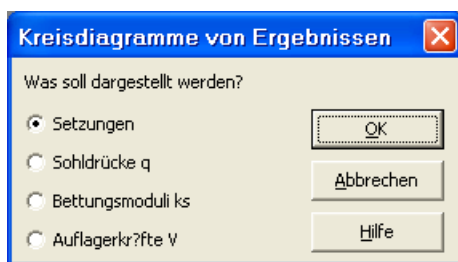 Kreisdiagramme von Ergebnissen
Was soll dargestellt werden?
Setzungen
Sohldrücke q
Bettungsmoduli ks
Auflagerkr?fte V
OK
Abbrechen
Hilfe